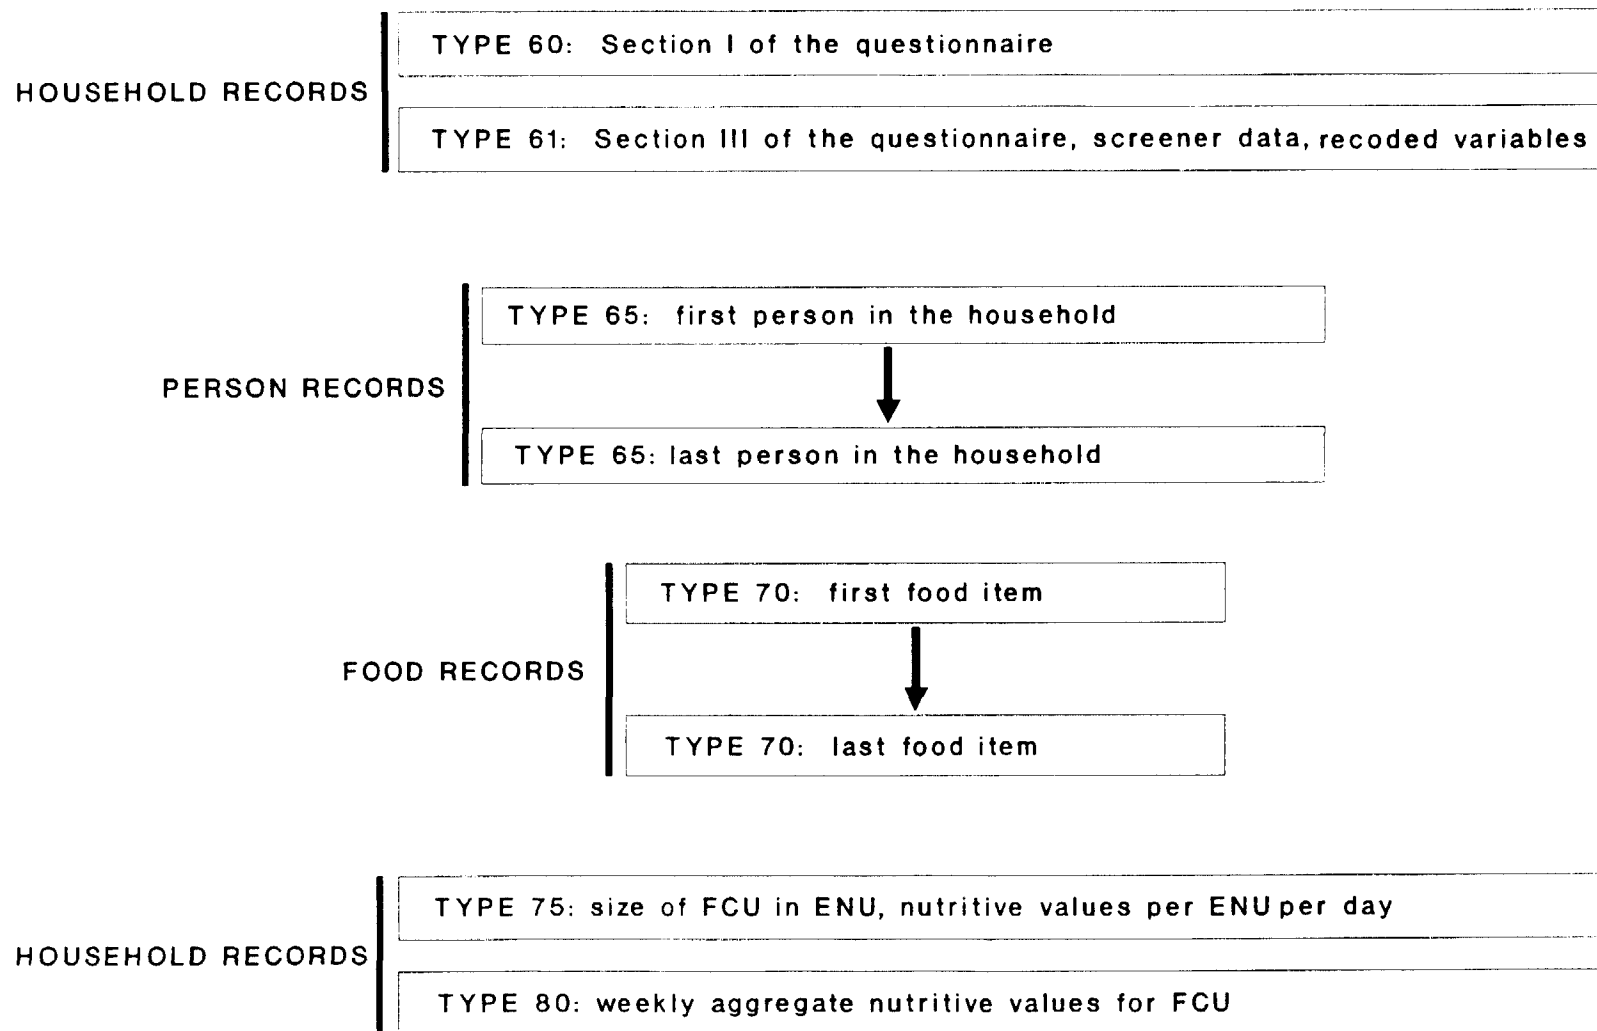 TYPE 60: Section I of the questionnaire
HOUSEHOLD RECORDS
TYPE 61: Section III of the questionnaire, screener data, recoded variables
TYPE 65: first person in the household
PERSON RECORDS
TYPE 65: last person in the household
TYPE 70: first food item
FOOD RECORDS
TYPE 70: last food item
TYPE 75: size of FCU in ENU, nutritive values per ENU per day
HOUSEHOLD RECORDS
TYPE 80: weekly aggregate nutritive values for FCU